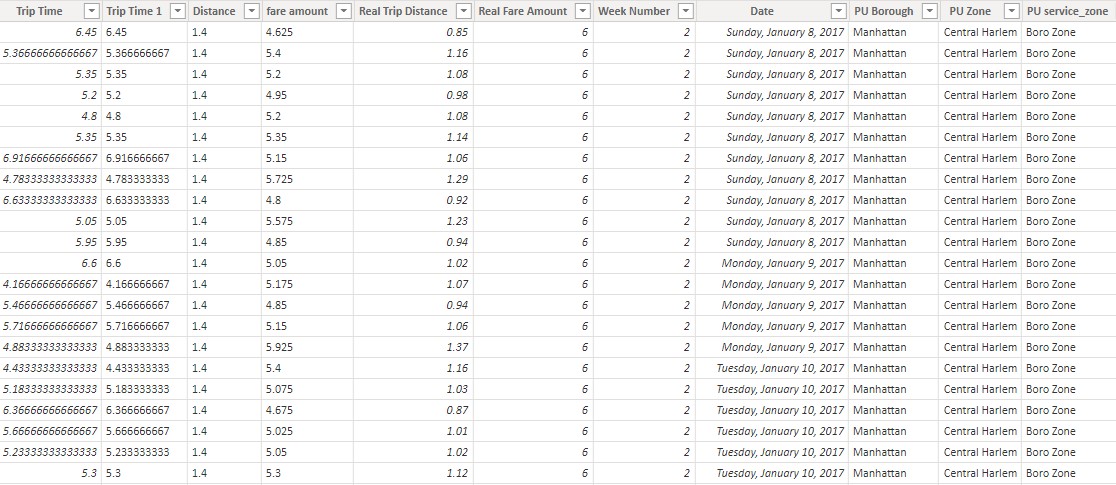 Trip Time Trip Time 1 Distance fare amount Real Trip Distance Real Fare Amount Week Number Date PU Borough PU Zone PU service_zone
6.45 6.45 1.4 4.625 0.85 6 2 Sunday, January 8, 2017 Manhattan Central Harlem Boro Zone
5.36666666666667 5.366666667 1.4 5.4 1.16 6 2 Sunday, January 8, 2017 Manhattan Central Harlem Boro Zone
5.35 5.35 1.4 5.2 1.08 6 2 Sunday, January 8, 2017 Manhattan Central Harlem Boro Zone
5.2 5.2 1.4 4.95 0.98 6 2 Sunday, January 8, 2017 Manhattan Central Harlem Boro Zone
4.8 4.8 1.4 5.2 1.08 6 2 Sunday, January 8, 2017 Manhattan Central Harlem Boro Zone
5.35 5.35 1.4 5.35 1.14 6 2 Sunday, January 8, 2017 Manhattan Central Harlem Boro Zone
6.91666666666667 6.916666667 1.4 5.15 1.06 6 2 Sunday, January 8, 2017 Manhattan Central Harlem Boro Zone
4.78333333333333 4.783333333 1.4 5.725 1.29 6 2 Sunday, January 8, 2017 Manhattan Central Harlem Boro Zone
6.63333333333333 6.633333333 1.4 4.8 0.92 6 2 Sunday, January 8, 2017 Manhattan Central Harlem Boro Zone
5.05 5.05 1.4 5.575 1.23 6 2 Sunday, January 8, 2017 Manhattan Central Harlem Boro Zone
5.95 5.95 1.4 4.85 0.94 6 2 Sunday, January 8, 2017 Manhattan Central Harlem Boro Zone
6.6 6.6 1.4 5.05 1.02 6 2 Monday, January 9, 2017 Manhattan Central Harlem Boro Zone
4.16666666666667 4.166666667 1.4 5.175 1.07 6 2 Monday, January 9, 2017 Manhattan Central Harlem Boro Zone
5.46666666666667 5.466666667 1.4 4.85 0.94 6 2 Monday, January 9, 2017 Manhattan Central Harlem Boro Zone
5.71666666666667 5.716666667 1.4 5.15 1.06 6 2 Monday, January 9, 2017 Manhattan Central Harlem Boro Zone
4.88333333333333 4.883333333 1.4 5.925 1.37 6 2 Monday, January 9, 2017 Manhattan Central Harlem Boro Zone
4.43333333333333 4.433333333 1.4 5.4 1.16 6 2 Tuesday, January 10, 2017 Manhattan Central Harlem Boro Zone
5.18333333333333 5.183333333 1.4 5.075 1.03 6 2 Tuesday, January 10, 2017 Manhattan Central Harlem Boro Zone
6.36666666666667 6.366666667 1.4 4.675 0.87 6 2 Tuesday, January 10, 2017 Manhattan Central Harlem Boro Zone
5.66666666666667 5.666666667 1.4 5.025 1.01 6 2 Tuesday, January 10, 2017 Manhattan Central Harlem Boro Zone
5.23333333333333 5.233333333 1.4 5.05 1.02 6 2 Tuesday, January 10, 2017 Manhattan Central Harlem Boro Zone
5.3 5.3 1.4 5.3 1.12 6 2 Tuesday, January 10, 2017 Manhattan Central Harlem Boro Zone